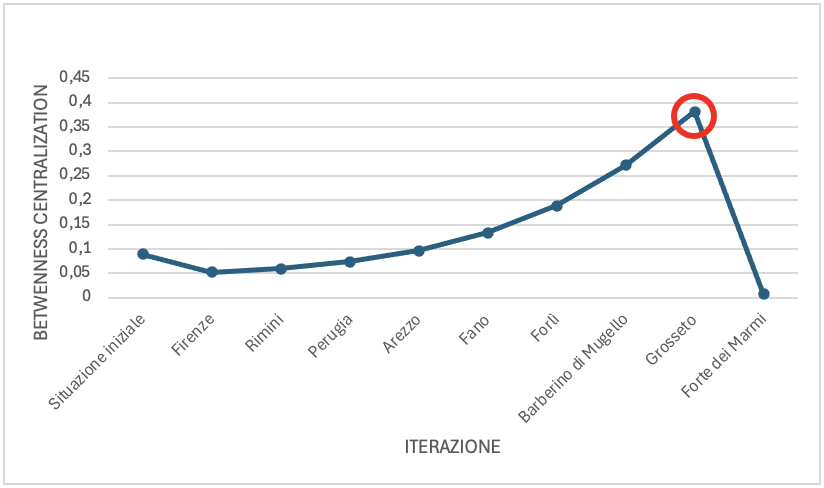 BETWENNESS CENTRALIZATION
0,45
0,4
0,35
0,3
0,25
0,2
0,15
0,1
0,05
0
Situazione iniziale
Firenze
Rimini
Perugia
Arezzo
Fano
Forlì
Barberino di Mugello
Grosseto
Forte dei Marmi
ITERAZIONE